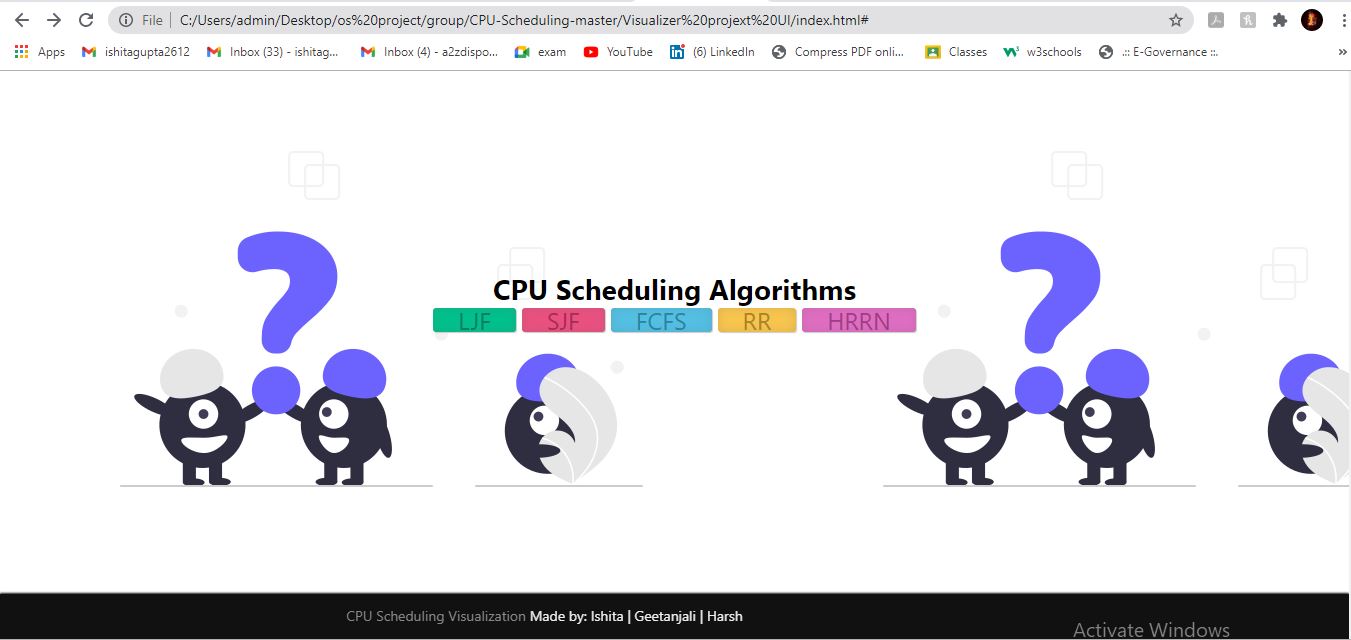 File C:/Users/admin/Desktop/os%20project/group/CPU-Scheduling-master/Visualizer%20projext%20UI/index.html#
Apps ishitagupta2612 Inbox (33) - ishitag... Inbox (4) - a2zdispo... exam YouTube (6) LinkedIn Compress PDF onli... Classes w3schools .:: E-Governance ::. »
?
?
CPU Scheduling Algorithms
LJF SJF FCFS RR HRRN
CPU Scheduling Visualization Made by: Ishita | Geetanjali | Harsh
Activate Windows